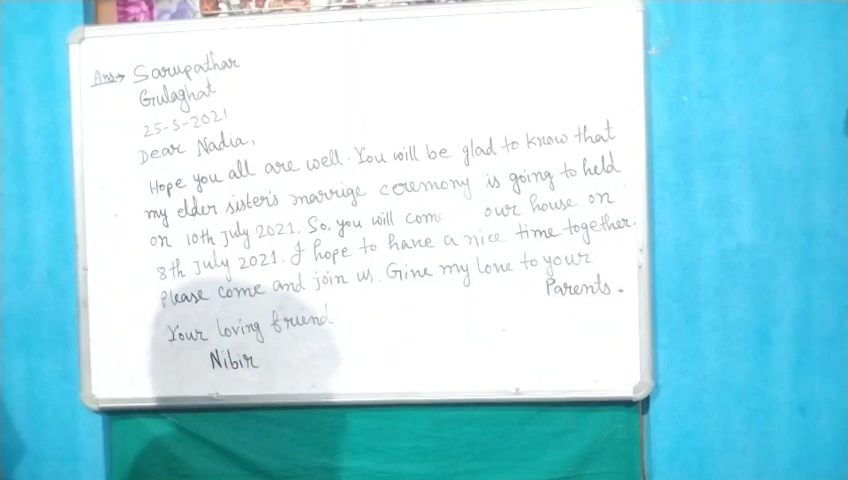 Ans→ Sarupathar
Gulaghat
25-5-2021
Dear Nadia,
Hope you all are well. You will be glad to know that
my elder sister's marrige ceremony is going to held
on 10th July 2021. So. you will come our house on
8th July 2021. I hope to have a nice time together.
please come and join us. Give my love to your
Parents.
Your loving friend
Nibir